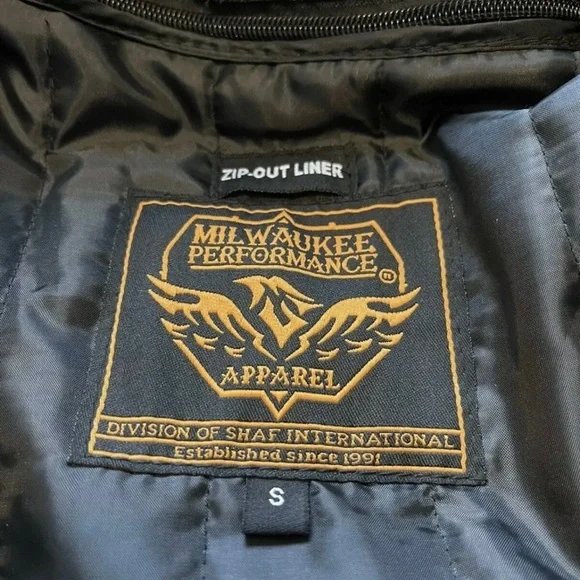 ZIP-OUT LINER
MILWAUKEE
PERFORMANCE
®
APPAREL
DIVISION OF SHAF INTERNATIONAL
Established since 1991
S